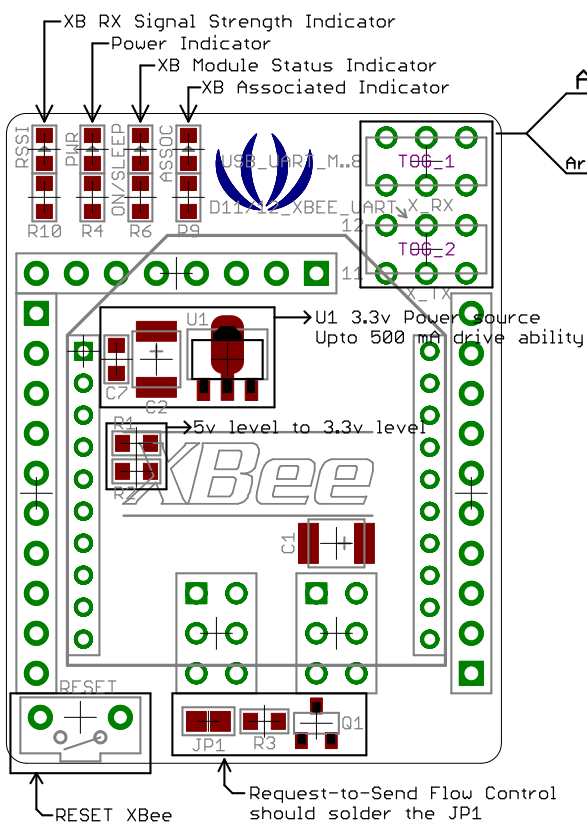 XB RX Signal Strength Indicator
Power Indicator
XB Module Status Indicator
XB Associated Indicator
A
Ar
RSSI
PWR
ON/SLEEP
ASSOC
USB_UART_M..8
TOG_1
D11/12_XBEE_UART
X_RX
12
TOG_2
11
X_TX
R10
R4
R6
R9
U1
U1 3.3v Power source
Upto 500 mA drive ability
C7
C2
R1
5v level to 3.3v level
R2
XBee
C1
RESET
JP1
R3
Q1
RESET XBee
Request-to-Send Flow Control
should solder the JP1